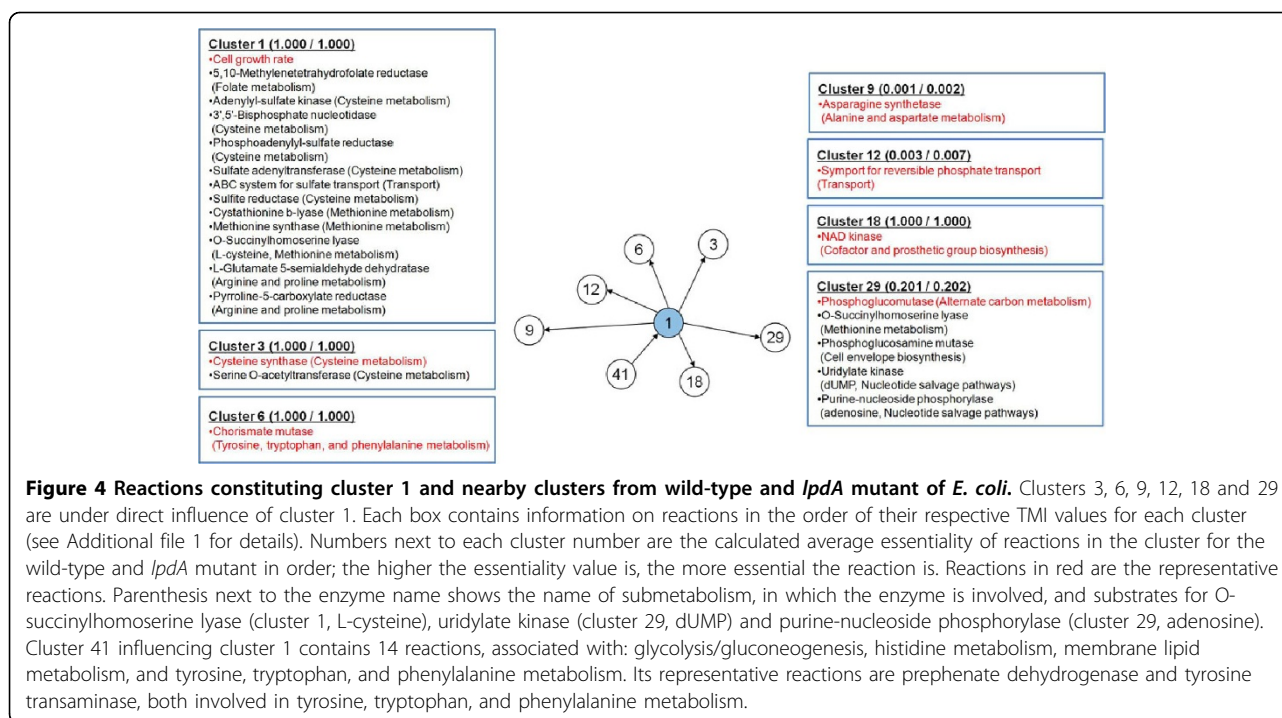 Cluster 1 (1.000 / 1.000)
•Cell growth rate
•5,10-Methylenetetrahydrofolate reductase
(Folate metabolism)
•Adenylyl-sulfate kinase (Cysteine metabolism)
•3',5'-Bisphosphate nucleotidase
(Cysteine metabolism)
•Phosphoadenylyl-sulfate reductase
(Cysteine metabolism)
•Sulfate adenyltransferase (Cysteine metabolism)
•ABC system for sulfate transport (Transport)
•Sulfite reductase (Cysteine metabolism)
•Cystathionine b-lyase (Methionine metabolism)
•Methionine synthase (Methionine metabolism)
•O-Succinylhomoserine lyase
(L-cysteine, Methionine metabolism)
•L-Glutamate 5-semialdehyde dehydratase
(Arginine and proline metabolism)
•Pyrroline-5-carboxylate reductase
(Arginine and proline metabolism)
Cluster 3 (1.000 / 1.000)
•Cysteine synthase (Cysteine metabolism)
•Serine O-acetyltransferase (Cysteine metabolism)
Cluster 6 (1.000 / 1.000)
•Chorismate mutase
(Tyrosine, tryptophan, and phenylalanine metabolism)
6
3
12
1
9
29
41
18
Cluster 9 (0.001 / 0.002)
•Asparagine synthetase
(Alanine and aspartate metabolism)
Cluster 12 (0.003 / 0.007)
•Symport for reversible phosphate transport
(Transport)
Cluster 18 (1.000 / 1.000)
•NAD kinase
(Cofactor and prosthetic group biosynthesis)
Cluster 29 (0.201 / 0.202)
•Phosphoglucomutase (Alternate carbon metabolism)
•O-Succinylhomoserine lyase
(Methionine metabolism)
•Phosphoglucosamine mutase
(Cell envelope biosynthesis)
•Uridylate kinase
(dUMP, Nucleotide salvage pathways)
•Purine-nucleoside phosphorylase
(adenosine, Nucleotide salvage pathways)
Figure 4 Reactions constituting cluster 1 and nearby clusters from wild-type and lpdA mutant of E. coli. Clusters 3, 6, 9, 12, 18 and 29
are under direct influence of cluster 1. Each box contains information on reactions in the order of their respective TMI values for each cluster
(see Additional file 1 for details). Numbers next to each cluster number are the calculated average essentiality of reactions in the cluster for the
wild-type and lpdA mutant in order; the higher the essentiality value is, the more essential the reaction is. Reactions in red are the representative
reactions. Parenthesis next to the enzyme name shows the name of submetabolism, in which the enzyme is involved, and substrates for O-
succinylhomoserine lyase (cluster 1, L-cysteine), uridylate kinase (cluster 29, dUMP) and purine-nucleoside phosphorylase (cluster 29, adenosine).
Cluster 41 influencing cluster 1 contains 14 reactions, associated with: glycolysis/gluconeogenesis, histidine metabolism, membrane lipid
metabolism, and tyrosine, tryptophan, and phenylalanine metabolism. Its representative reactions are prephenate dehydrogenase and tyrosine
transaminase, both involved in tyrosine, tryptophan, and phenylalanine metabolism.